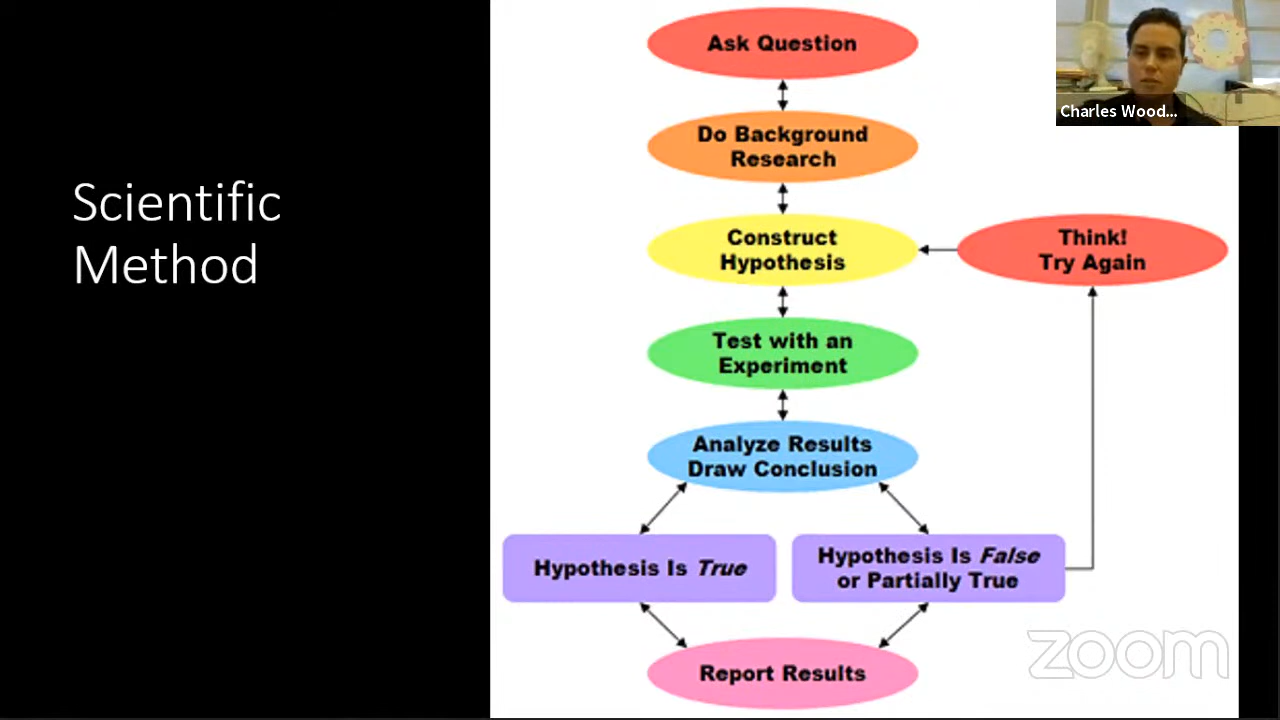 Scientific
Method
Ask Question
Do Background
Research
Construct
Hypothesis
Think!
Try Again
Test with an
Experiment
Analyze Results
Draw Conclusion
Hypothesis Is True
Hypothesis Is False
or Partially True
Report Results
Charles Wood...
zoom